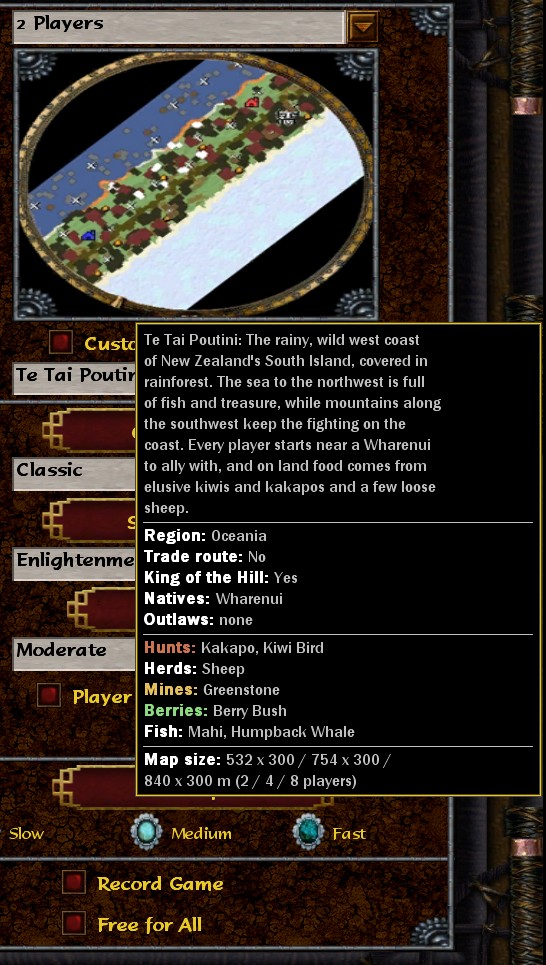 2 Players
Custo
Te Tai Poutin
Te Tai Poutini: The rainy, wild west coast
of New Zealand's South Island, covered in
rainforest. The sea to the northwest is full
of fish and treasure, while mountains along
the southwest keep the fighting on the
coast. Every player starts near a Wharenui
to ally with, and on land food comes from
elusive kiwis and kakapos and a few loose
sheep.
Region: Oceania
Trade route: No
King of the Hill: Yes
Natives: Wharenui
Outlaws: none
Hunts: Kakapo, Kiwi Bird
Herds: Sheep
Mines: Greenstone
Berries: Berry Bush
Fish: Mahi, Humpback Whale
Map size: 532 x 300 / 754 x 300 /
840 x 300 m (2 / 4 / 8 players)
Classic
Enlightenme
Moderate
Player
Slow Medium Fast
Record Game
Free for All